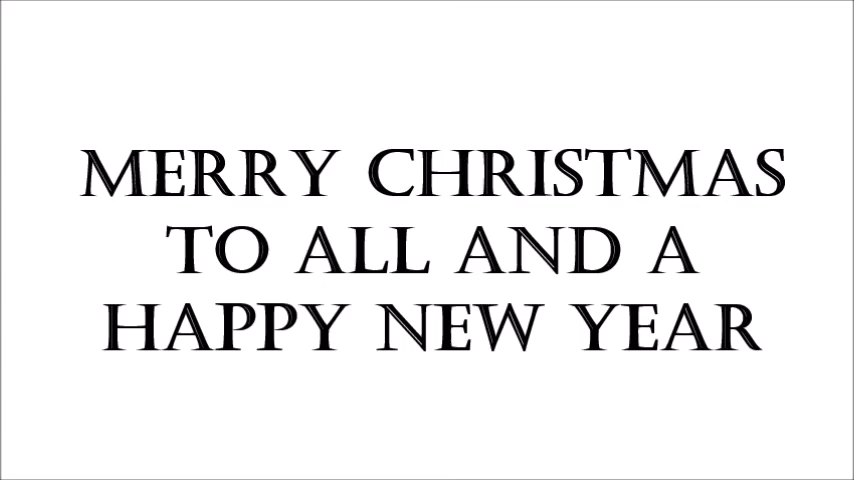 MERRY CHRISTMAS
TO ALL AND A
HAPPY NEW YEAR